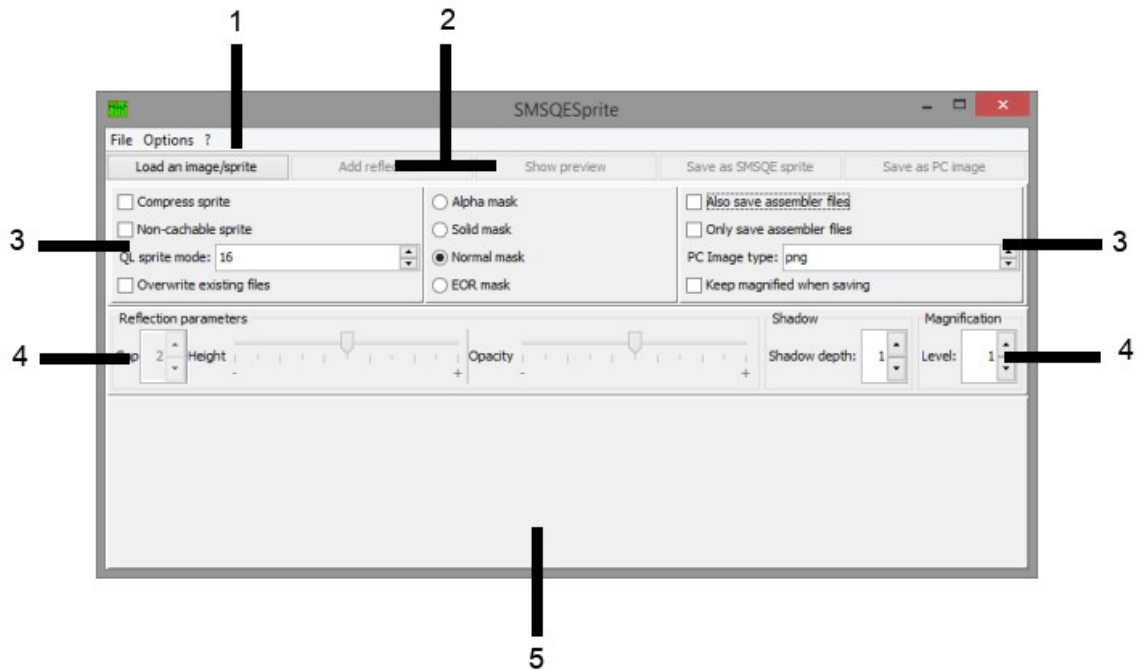 1
2
SMSQESprite
File Options ?
Load an image/sprite Add reflec Show preview Save as SMSQE sprite Save as PC image
Compress sprite Alpha mask Also save assembler files
Non-cachable sprite Solid mask Only save assembler files
3 QL sprite mode: 16 Normal mask PC Image type: png 3
Overwrite existing files EOR mask Keep magnified when saving
Reflection parameters Shadow Magnification
4 2 Height - + Opacity - + Shadow depth: 1 Level: 1 4
5